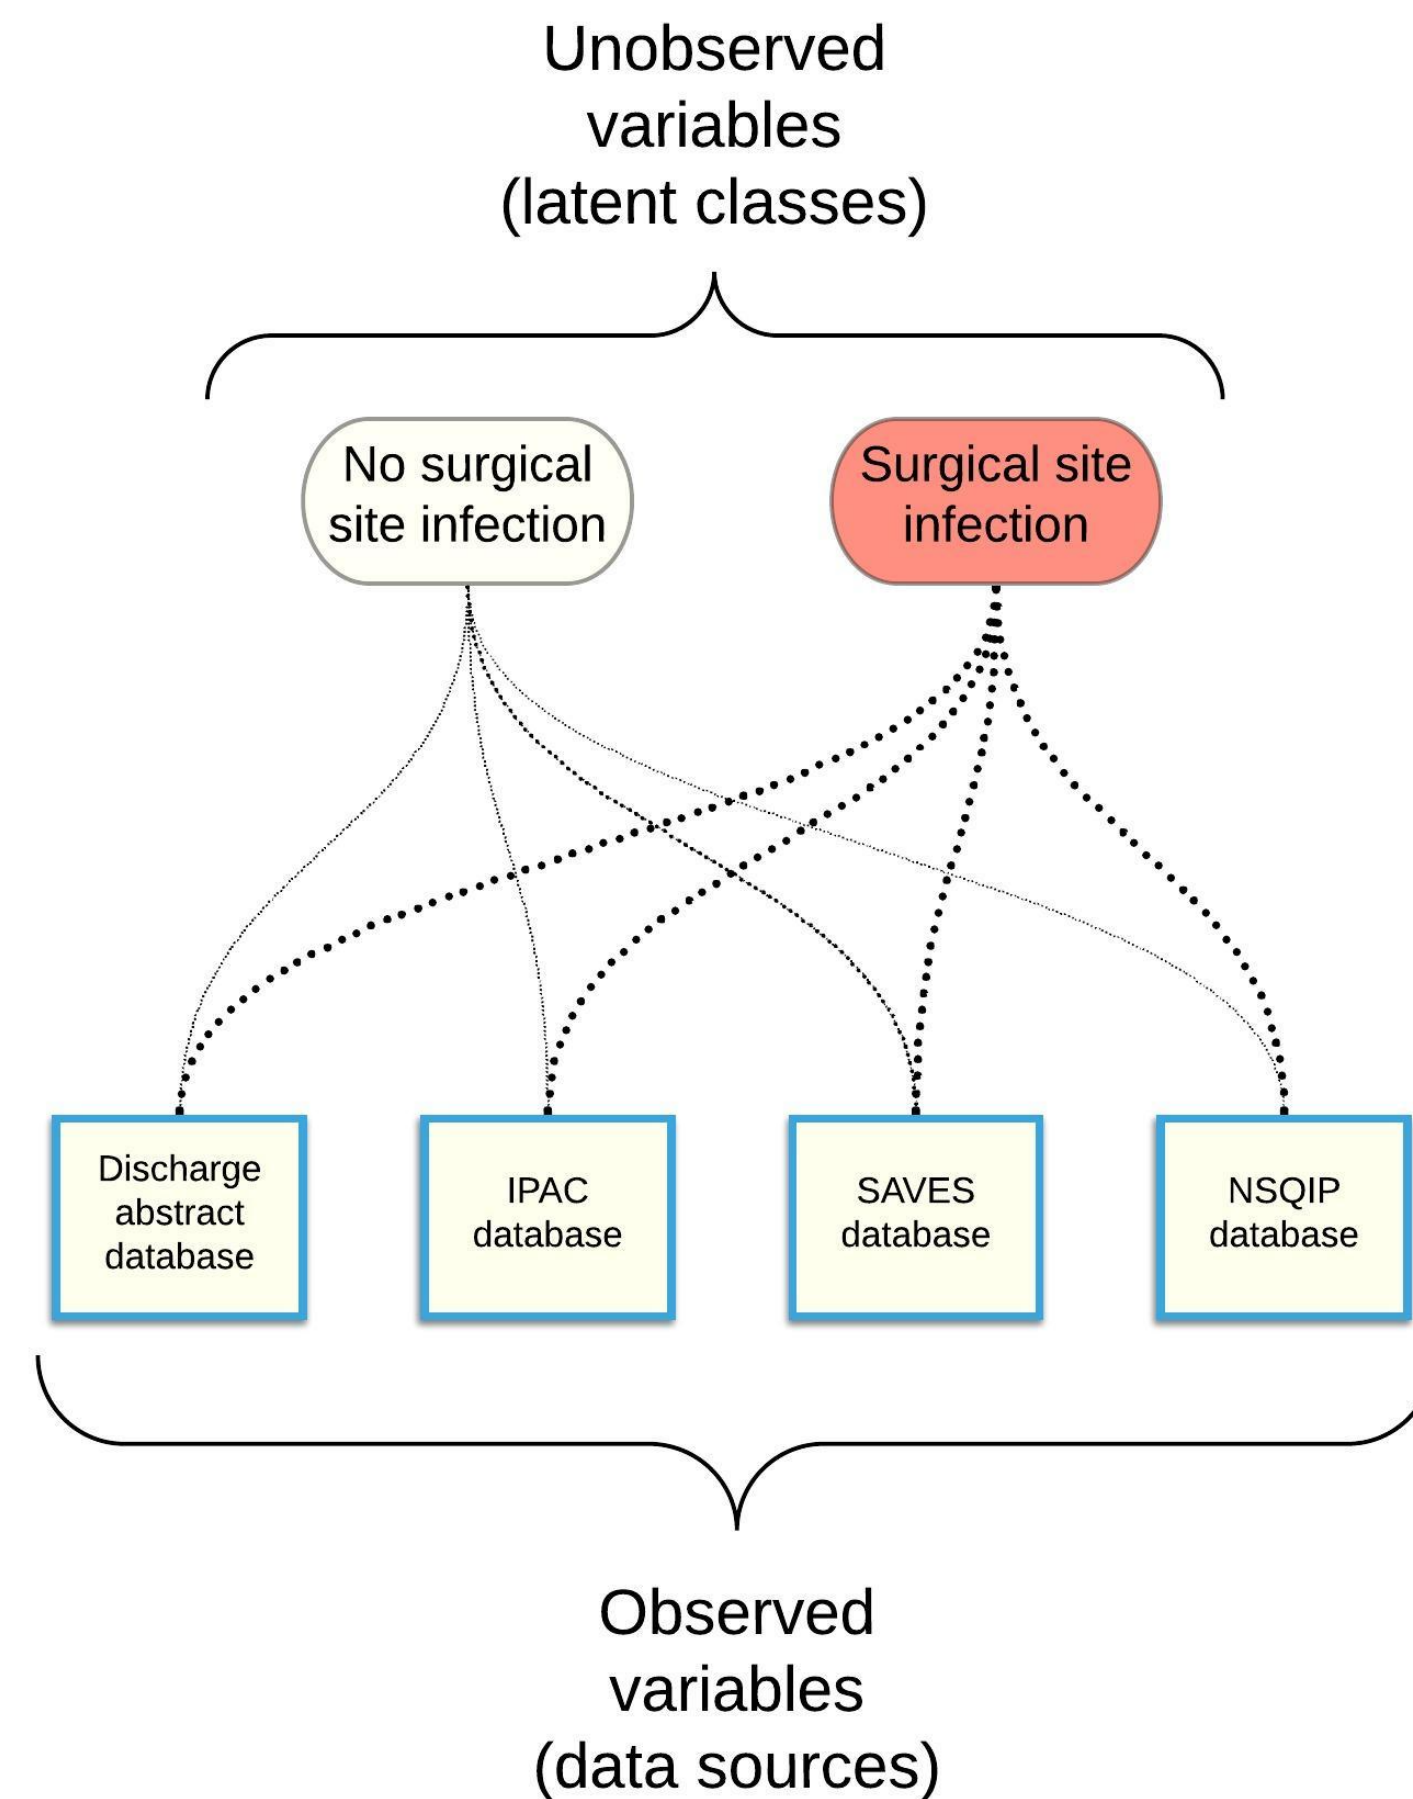 Unobserved
variables
(latent classes)
No surgical
site infection
Surgical site
infection
Discharge
abstract
database
IPAC
database
SAVES
database
NSQIP
database
Observed
variables
(data sources)